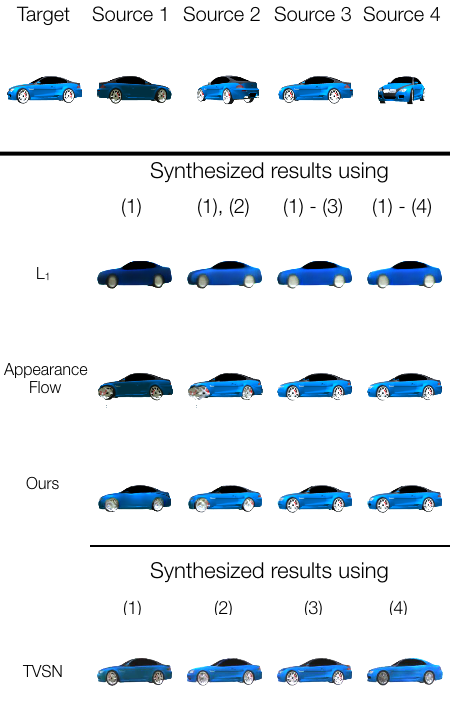 Target Source 1 Source 2 Source 3 Source 4
Synthesized results using
(1) (1), (2) (1) - (3) (1) - (4)
L₁
Appearance
Flow
Ours
Synthesized results using
(1) (2) (3) (4)
TVSN